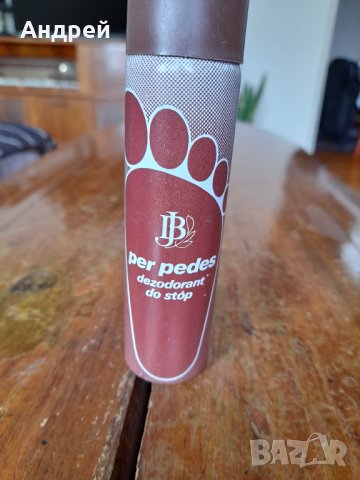 Андрей
JB
per pedes
dezodorant
do stóp
BAZAR